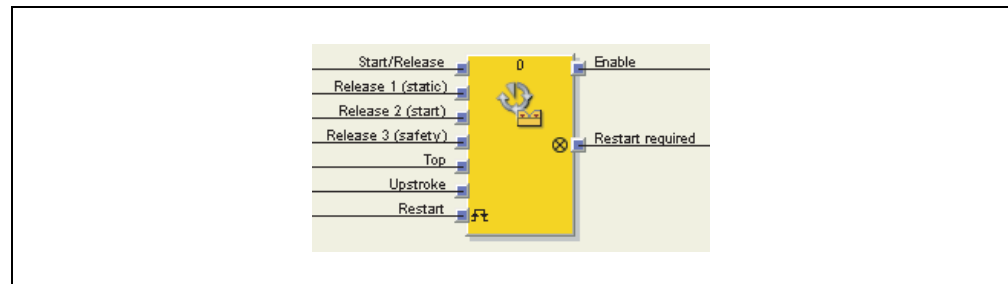 Start/Release
0
Enable
Release 1 (static)
Release 2 (start)
Release 3 (safety)
Restart required
Top
Upstroke
Restart